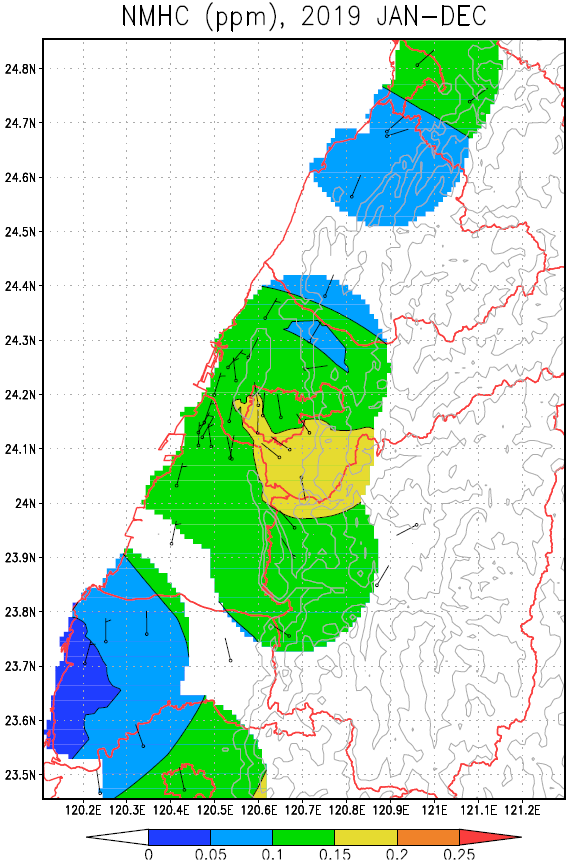 NMHC (ppm), 2019 JAN-DEC
24.8N
24.7N
24.6N
24.5N
24.4N
24.3N
24.2N
24.1N
24N
23.9N
23.8N
23.7N
23.6N
23.5N
120.2E 120.3E 120.4E 120.5E 120.6E 120.7E 120.8E 120.9E 121E 121.1E 121.2E
0 0.05 0.1 0.15 0.2 0.25